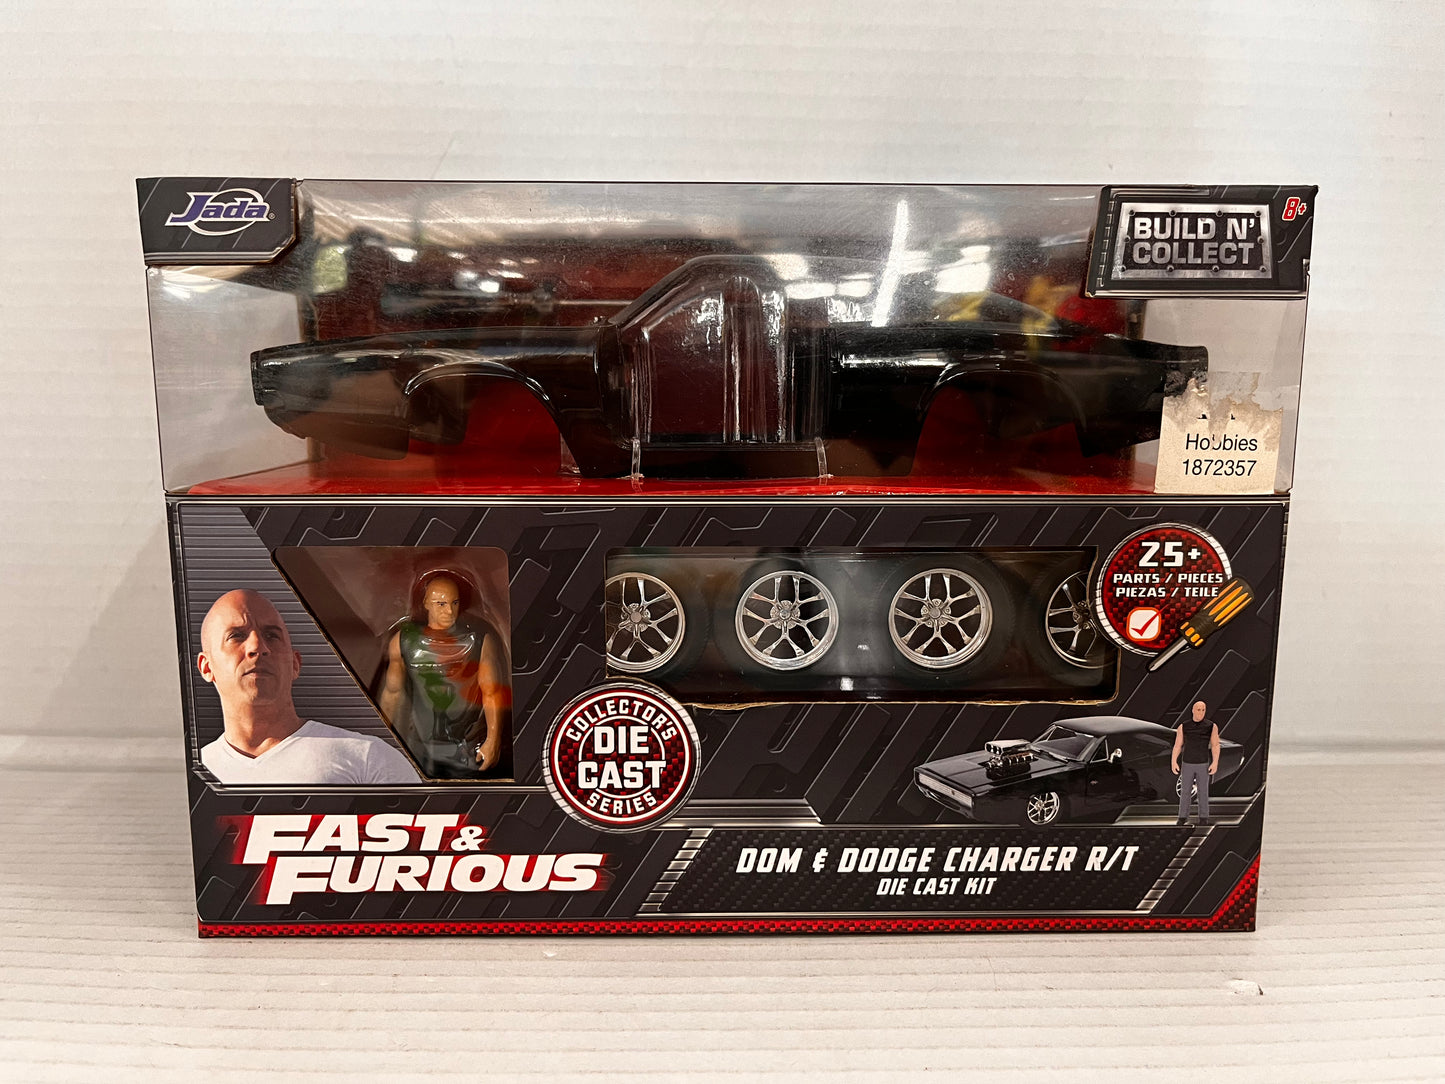 Jada
BUILD N'
COLLECT
8+
Hobbies
1872357
25+
PARTS / PIECES
PIEZAS / TEILE
COLLECTOR'S
DIE
CAST
SERIES
FAST &
FURIOUS
DOM & DODGE CHARGER R/T
DIE CAST KIT